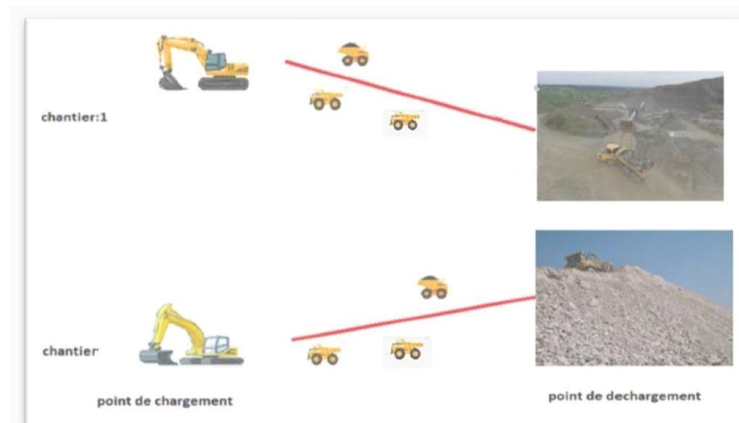 chantier:1
chantier
point de chargement
point de dechargement